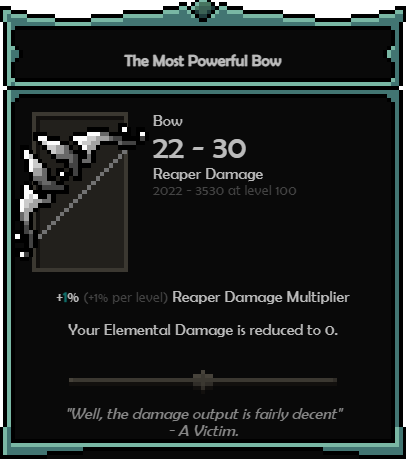 The Most Powerful Bow
Bow
22 - 30
Reaper Damage
2022 - 3530 at level 100
+1% (+1% per level) Reaper Damage Multiplier
Your Elemental Damage is reduced to 0.
"Well, the damage output is fairly decent"
- A Victim.